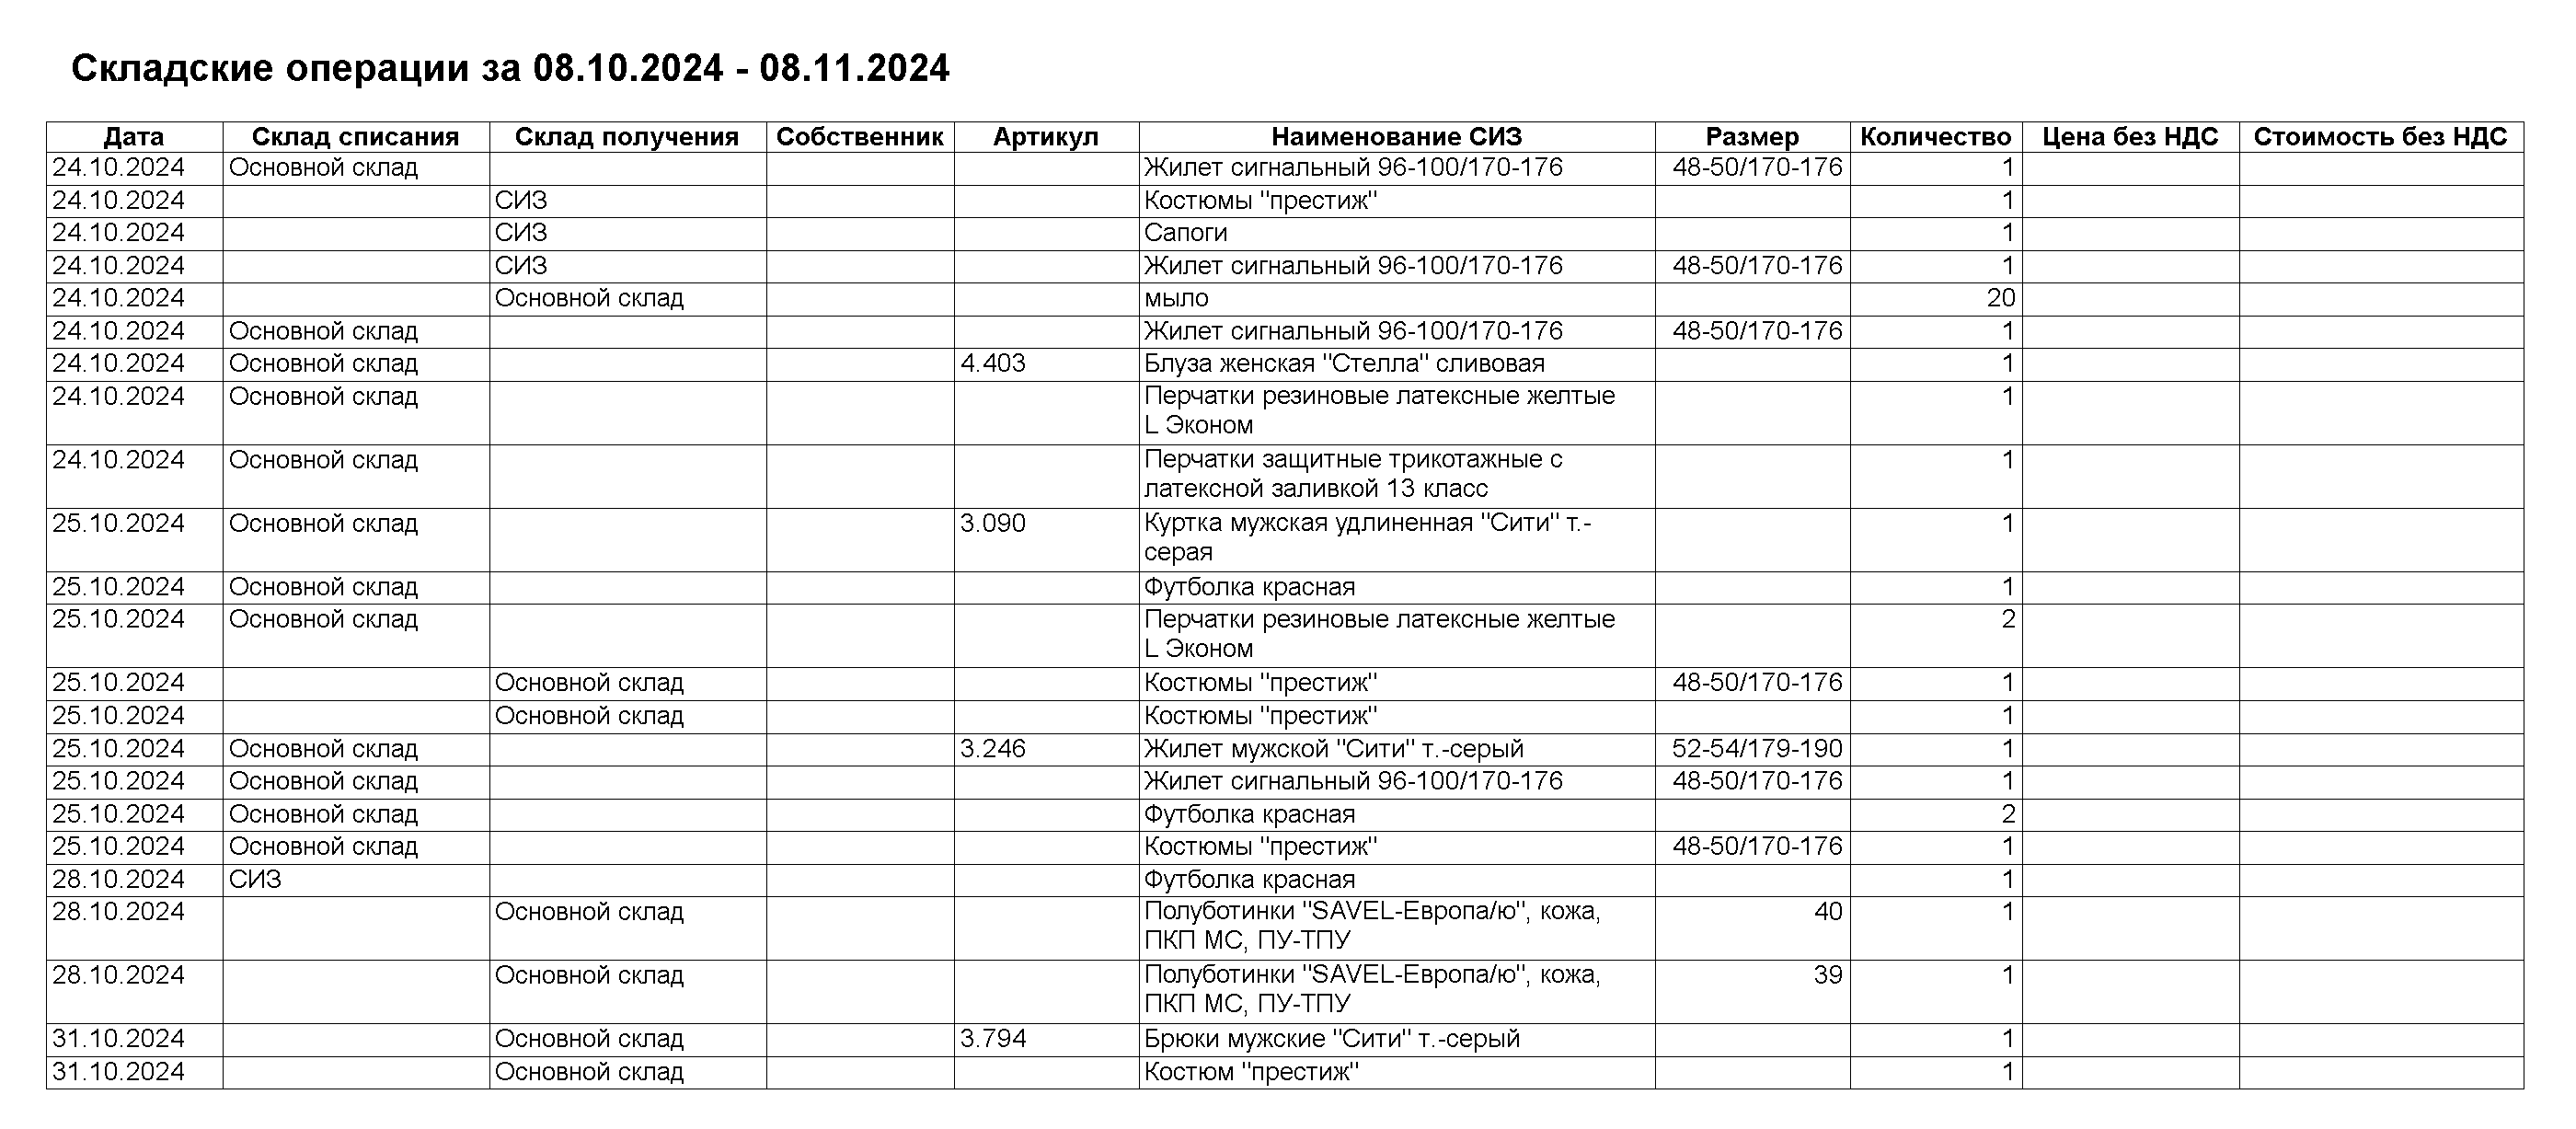 Складские операции за 08.10.2024 - 08.11.2024
Дата Склад списания Склад получения Собственник Артикул Наименование СИЗ Размер Количество Цена без НДС Стоимость без НДС
24.10.2024 Основной склад Жилет сигнальный 96-100/170-176 48-50/170-176 1
24.10.2024 СИЗ Костюмы "престиж" 1
24.10.2024 СИЗ Сапоги 1
24.10.2024 СИЗ Жилет сигнальный 96-100/170-176 48-50/170-176 1
24.10.2024 Основной склад мыло 20
24.10.2024 Основной склад Жилет сигнальный 96-100/170-176 48-50/170-176 1
24.10.2024 Основной склад 4.403 Блуза женская "Стелла" сливовая 1
24.10.2024 Основной склад Перчатки резиновые латексные желтые 1
L Эконом
24.10.2024 Основной склад Перчатки защитные трикотажные с 1
латексной заливкой 13 класс
25.10.2024 Основной склад 3.090 Куртка мужская удлиненная "Сити" т.- 1
серая
25.10.2024 Основной склад Футболка красная 1
25.10.2024 Основной склад Перчатки резиновые латексные желтые 2
L Эконом
25.10.2024 Основной склад Костюмы "престиж" 48-50/170-176 1
25.10.2024 Основной склад Костюмы "престиж" 1
25.10.2024 Основной склад 3.246 Жилет мужской "Сити" т.-серый 52-54/179-190 1
25.10.2024 Основной склад Жилет сигнальный 96-100/170-176 48-50/170-176 1
25.10.2024 Основной склад Футболка красная 2
25.10.2024 Основной склад Костюмы "престиж" 48-50/170-176 1
28.10.2024 СИЗ Футболка красная 1
28.10.2024 Основной склад Полуботинки "SAVEL-Европа/ю", кожа, 40 1
ПКП МС, ПУ-ТПУ
28.10.2024 Основной склад Полуботинки "SAVEL-Европа/ю", кожа, 39 1
ПКП МС, ПУ-ТПУ
31.10.2024 Основной склад 3.794 Брюки мужские "Сити" т.-серый 1
31.10.2024 Основной склад Костюм "престиж" 1